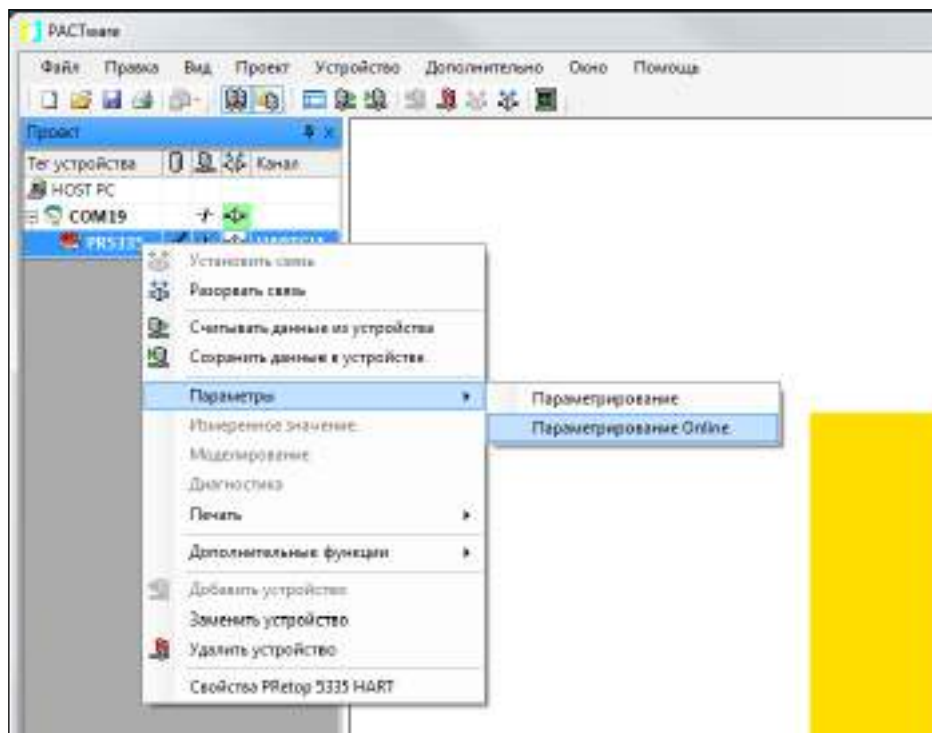 PACTware
Файл Правка Вид Проект Устройство Дополнительно Окно Помощь
Проект
Тег устройства Канал
HOST PC
COM19
PR5335
Установить связь
Разорвать связь
Считывать данные из устройства
Сохранить данные в устройстве
Параметры
Параметрирование
Измеренное значение
Параметрирование Online
Моделирование
Диагностика
Печать
Дополнительные функции
Добавить устройство
Заменить устройство
Удалить устройство
Свойства PRetop 5335 HART